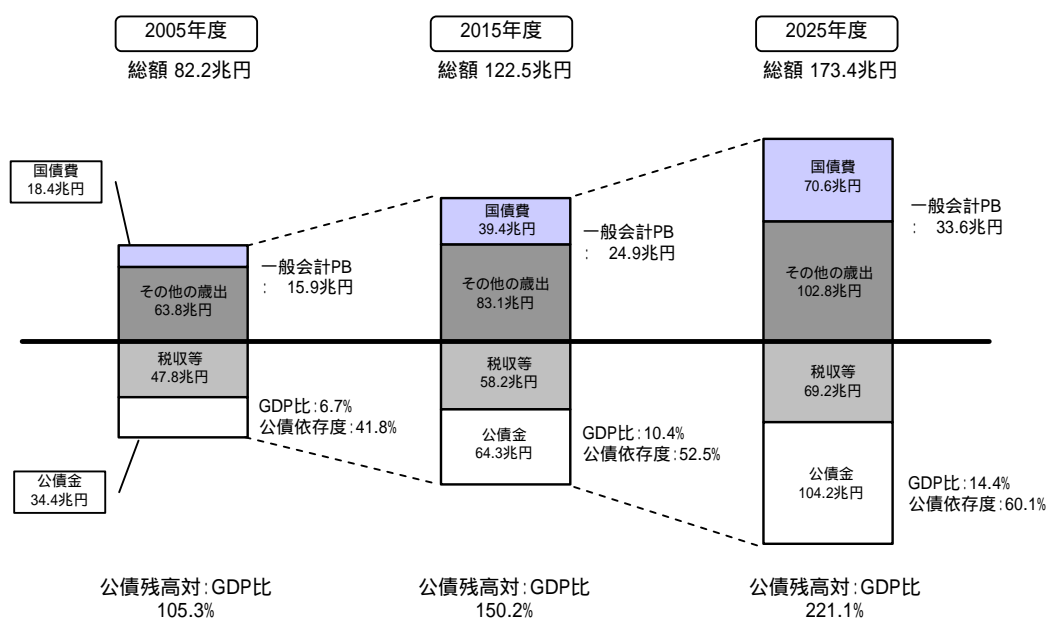 2005年度
総額 82.2兆円
国債費
18.4兆円
一般会計PB
: 15.9兆円
その他の歳出
63.8兆円
税収等
47.8兆円
GDP比:6.7%
公債依存度:41.8%
公債金
34.4兆円
公債残高対:GDP比
105.3%
2015年度
総額 122.5兆円
国債費
39.4兆円
一般会計PB
: 24.9兆円
その他の歳出
83.1兆円
税収等
58.2兆円
公債金
64.3兆円
GDP比:10.4%
公債依存度:52.5%
公債残高対:GDP比
150.2%
2025年度
総額 173.4兆円
国債費
70.6兆円
一般会計PB
: 33.6兆円
その他の歳出
102.8兆円
税収等
69.2兆円
公債金
104.2兆円
GDP比:14.4%
公債依存度:60.1%
公債残高対:GDP比
221.1%